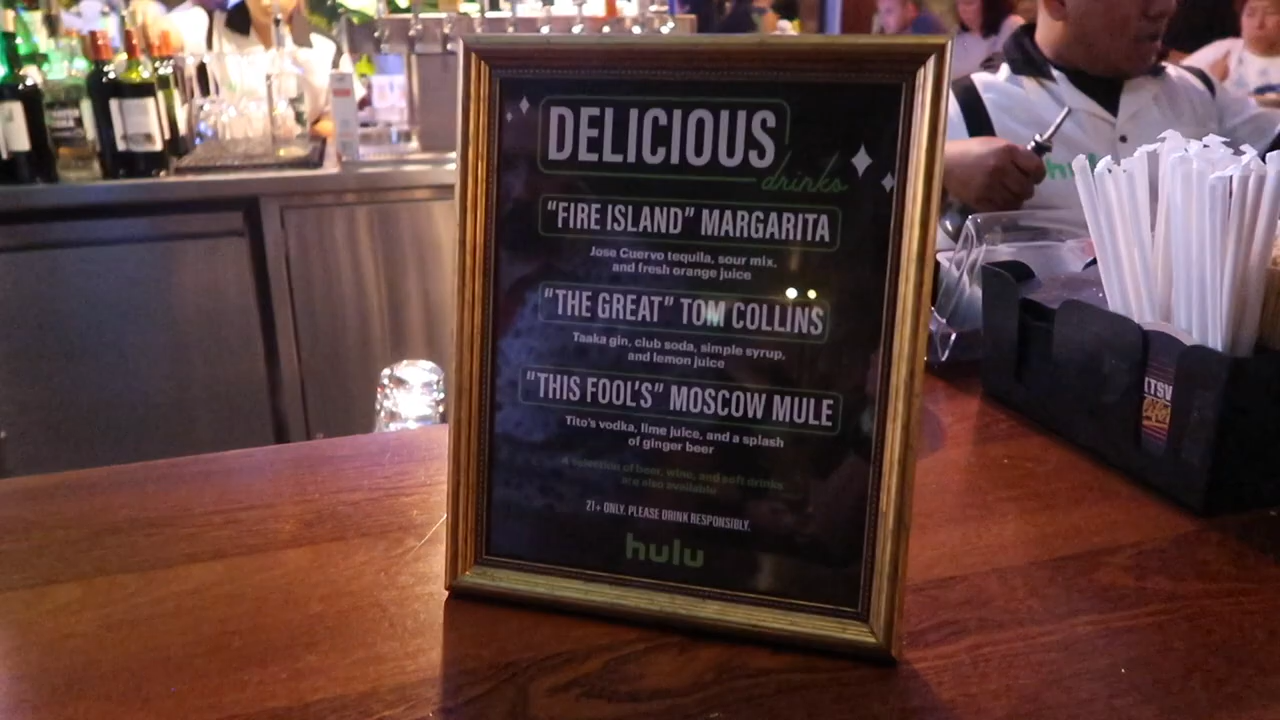 DELICIOUS
drinks
"FIRE ISLAND" MARGARITA
Jose Cuervo tequila, sour mix,
and fresh orange juice
"THE GREAT" TOM COLLINS
Taaka gin, club soda, simple syrup,
and lemon juice
"THIS FOOL'S" MOSCOW MULE
Tito's vodka, lime juice, and a splash
of ginger beer
A selection of beer, wine, and soft drinks
are also available
21+ ONLY. PLEASE DRINK RESPONSIBLY.
hulu
hulu